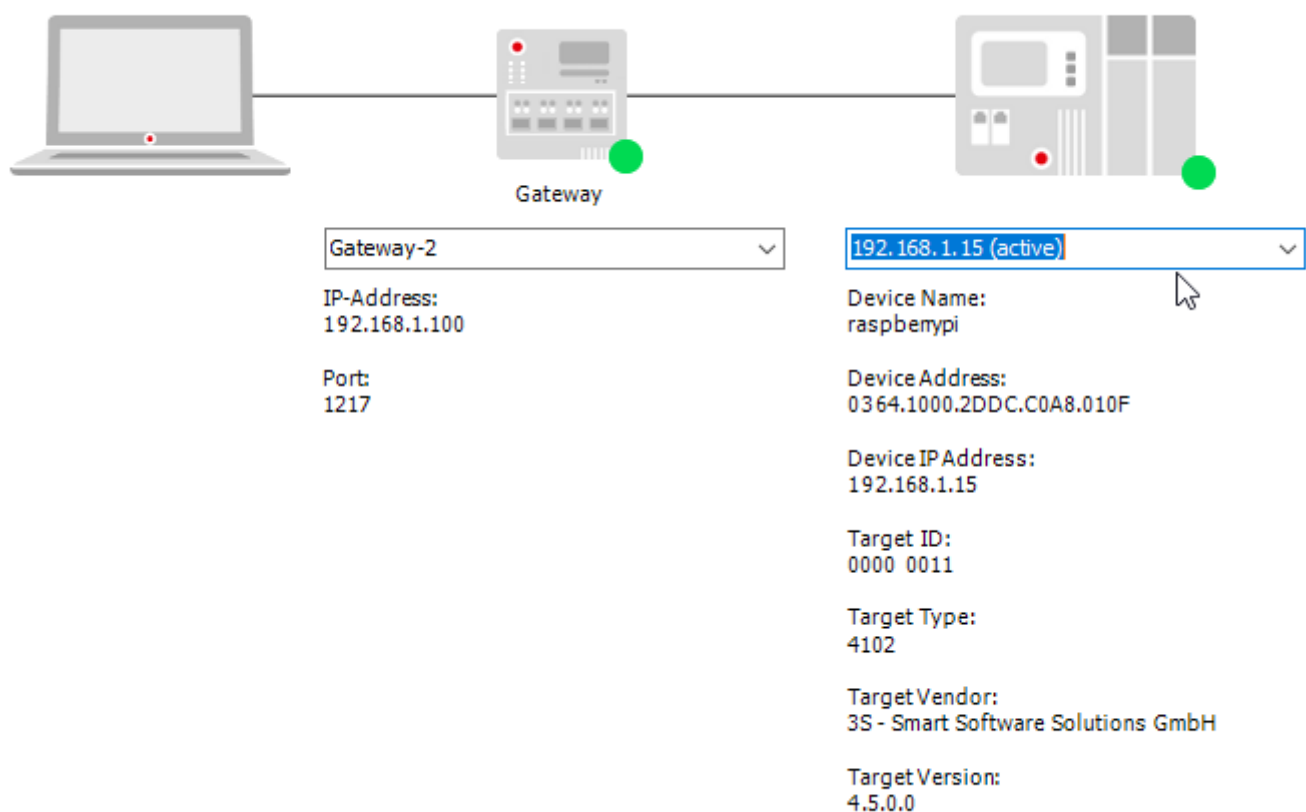 Gateway
Gateway-2
IP-Address:
192.168.1.100
Port:
1217
192.168.1.15 (active)
Device Name:
raspberrypi
Device Address:
0364.1000.2DDC.C0A8.010F
Device IP Address:
192.168.1.15
Target ID:
0000 0011
Target Type:
4102
Target Vendor:
3S - Smart Software Solutions GmbH
Target Version:
4.5.0.0